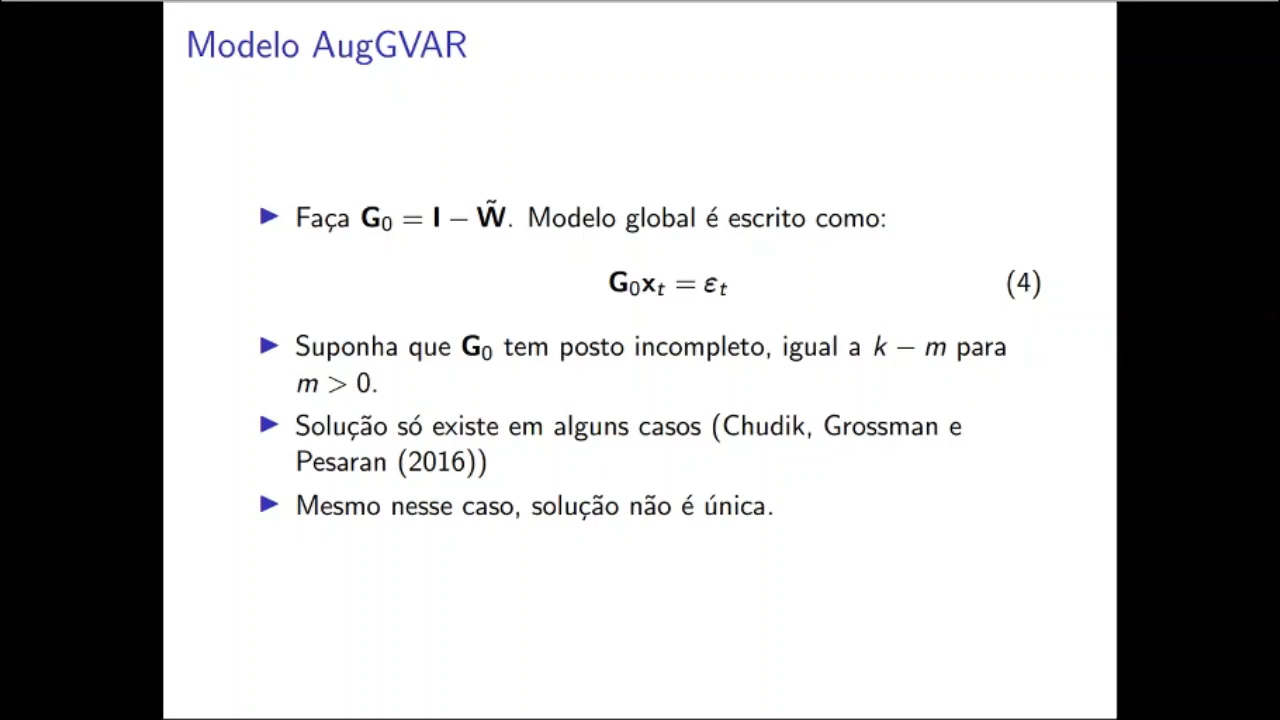 Modelo AugGVAR
▶ Faça G₀ = I − W̃. Modelo global é escrito como:
G₀xₜ = εₜ (4)
▶ Suponha que G₀ tem posto incompleto, igual a k − m para
m > 0.
▶ Solução só existe em alguns casos (Chudik, Grossman e
Pesaran (2016))
▶ Mesmo nesse caso, solução não é única.